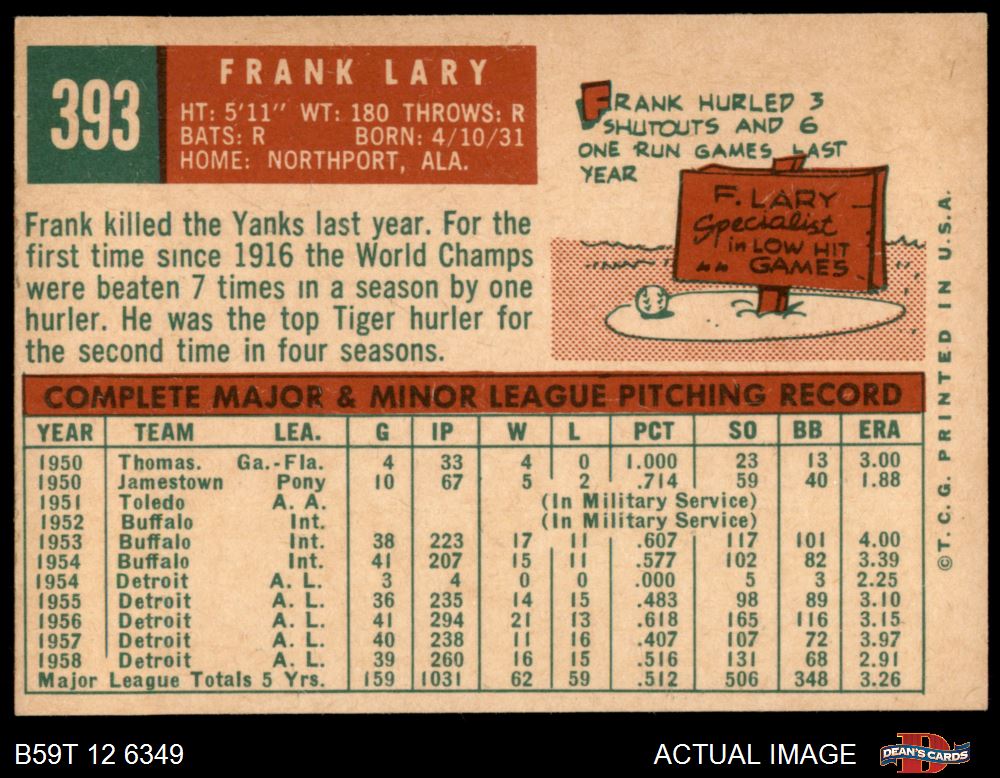 393
FRANK LARY
HT: 5'11" WT: 180 THROWS: R
BATS: R BORN: 4/10/31
HOME: NORTHPORT, ALA.
FRANK HURLED 3
SHUTOUTS AND 6
ONE RUN GAMES LAST
YEAR
F. LARY
Specialist
in LOW HIT
GAMES
Frank killed the Yanks last year. For the
first time since 1916 the World Champs
were beaten 7 times in a season by one
hurler. He was the top Tiger hurler for
the second time in four seasons.
COMPLETE MAJOR & MINOR LEAGUE PITCHING RECORD
YEAR TEAM LEA. G IP W L PCT SO BB ERA
1950 Thomas. Ga.-Fla. 4 33 4 0 1.000 23 13 3.00
1950 Jamestown Pony 10 67 5 2 .714 59 40 1.88
1951 Toledo A. A. (In Military Service)
1952 Buffalo Int. (In Military Service)
1953 Buffalo Int. 38 223 17 11 .607 117 101 4.00
1954 Buffalo Int. 41 207 15 11 .577 102 82 3.39
1954 Detroit A. L. 3 4 0 0 .000 5 3 2.25
1955 Detroit A. L. 36 235 14 15 .483 98 89 3.10
1956 Detroit A. L. 41 294 21 13 .618 165 116 3.15
1957 Detroit A. L. 40 238 11 16 .407 107 72 3.97
1958 Detroit A. L. 39 260 16 15 .516 131 68 2.91
Major League Totals 5 Yrs. 159 1031 62 59 .512 506 348 3.26
© T. C. G. PRINTED IN U.S.A.
B59T 12 6349
ACTUAL IMAGE
DEAN'S CARDS